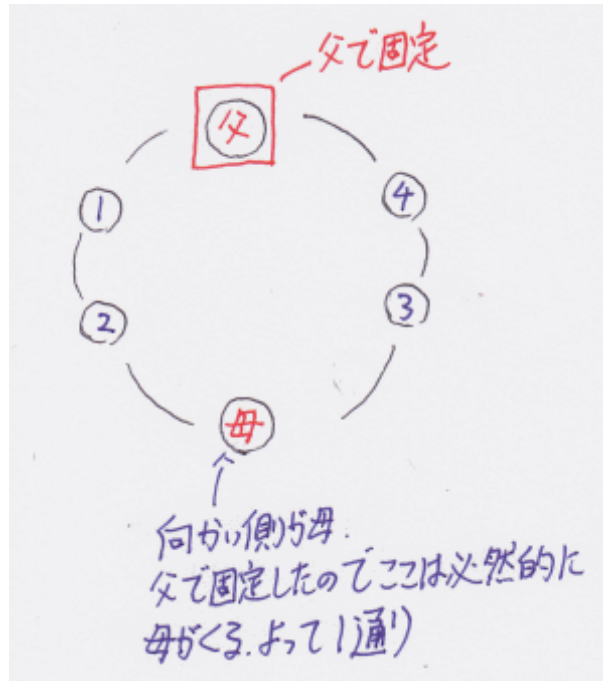 父で固定
父
1
4
2
3
母
向かい側が母.
父で固定したのでここは必然的に
母がくる.よって1通り